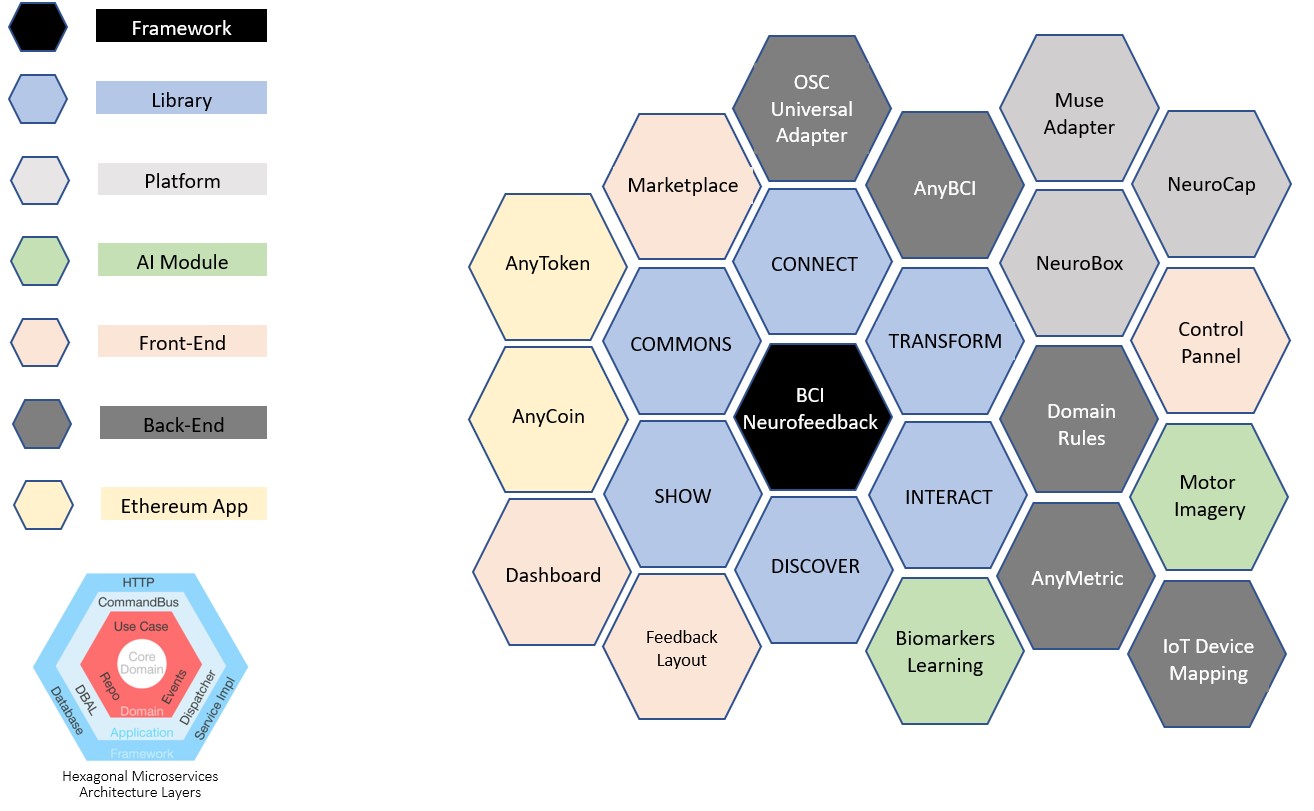 Framework
Library
Platform
AI Module
Front-End
Back-End
Ethereum App
HTTP
CommandBus
Use Case
Core
Domain
Repo
Events
Domain
DBAL
Dispatcher
Application
Database
Service Impl
Framework
Hexagonal Microservices
Architecture Layers
OSC
Universal
Adapter
Muse
Adapter
Marketplace
AnyBCI
NeuroCap
AnyToken
CONNECT
NeuroBox
COMMONS
TRANSFORM
Control
Pannel
AnyCoin
BCI
Neurofeedback
Domain
Rules
SHOW
INTERACT
Motor
Imagery
Dashboard
DISCOVER
AnyMetric
Feedback
Layout
Biomarkers
Learning
IoT Device
Mapping